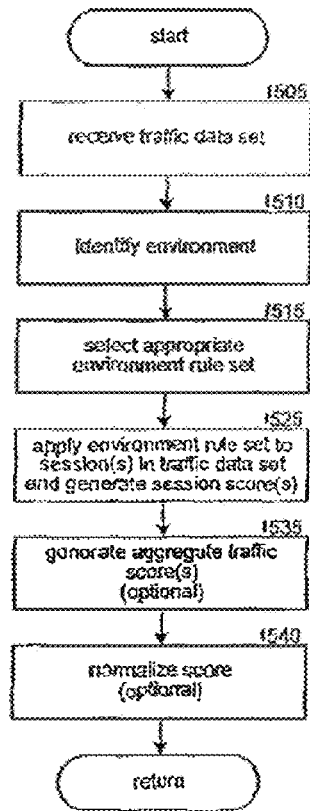 start
1505
receive traffic data set
1510
identify environment
1515
select appropriate
environment rule set
1525
apply environment rule set to
session(s) in traffic data set
and generate session score(s)
1535
generate aggregate traffic
score(s)
(optional)
1540
normalize score
(optional)
return